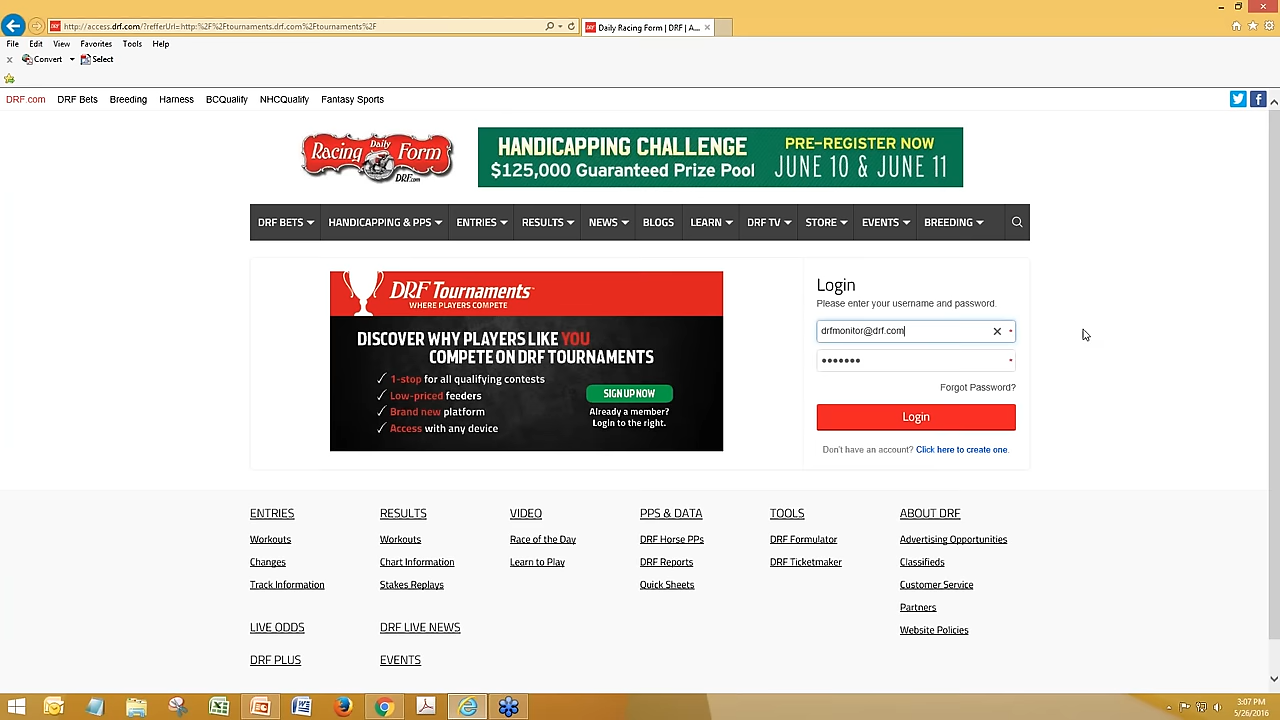 http://access.drf.com/?refferUrl=http:%2F%2Ftournaments.drf.com%2Ftournaments%2F
Daily Racing Form | DRF | A...
File Edit View Favorites Tools Help
Convert Select
DRF.com DRF Bets Breeding Harness BCQualify NHCQualify Fantasy Sports
Daily
Racing Form
DRF.com
HANDICAPPING CHALLENGE
$125,000 Guaranteed Prize Pool
PRE-REGISTER NOW
JUNE 10 & JUNE 11
DRF BETS HANDICAPPING & PPS ENTRIES RESULTS NEWS BLOGS LEARN DRF TV STORE EVENTS BREEDING
DRF Tournaments™
WHERE PLAYERS COMPETE
DISCOVER WHY PLAYERS LIKE YOU
COMPETE ON DRF TOURNAMENTS
✓ 1-stop for all qualifying contests
✓ Low-priced feeders
✓ Brand new platform
✓ Access with any device
SIGN UP NOW
Already a member?
Login to the right.
Login
Please enter your username and password.
drfmonitor@drf.com
•••••••
Forgot Password?
Login
Don't have an account? Click here to create one.
ENTRIES
Workouts
Changes
Track Information
RESULTS
Workouts
Chart Information
Stakes Replays
VIDEO
Race of the Day
Learn to Play
PPS & DATA
DRF Horse PPs
DRF Reports
Quick Sheets
TOOLS
DRF Formulator
DRF Ticketmaker
ABOUT DRF
Advertising Opportunities
Classifieds
Customer Service
Partners
Website Policies
LIVE ODDS
DRF LIVE NEWS
DRF PLUS
EVENTS
3:07 PM
5/26/2016